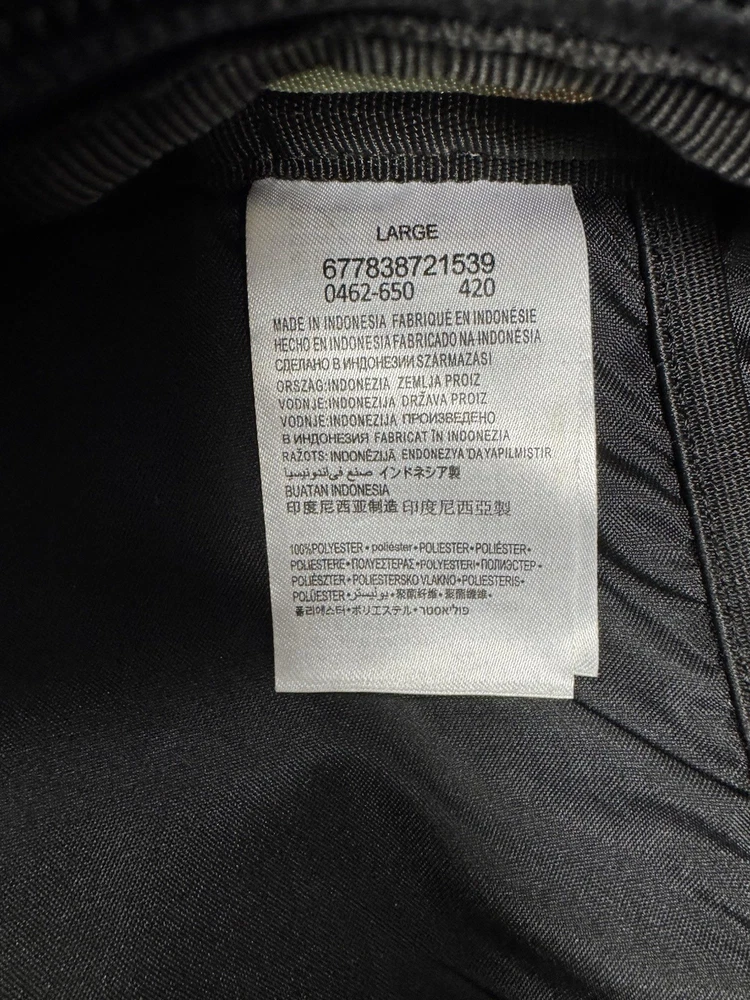 LARGE
677838721539
0462-650 420
MADE IN INDONESIA FABRIQUÉ EN INDONÉSIE
HECHO EN INDONESIA FABRICADO NA INDONÉSIA
СДЕЛАНО В ИНДОНЕЗИИ SZÁRMAZÁSI
ORSZÁG:INDONÉZIA ZEMLJA PROIZ
VODNJE:INDONEZIJA DRŽAVA PROIZ
VODNJE:INDONEZIJA ПРОИЗВЕДЕНО
В ИНДОНЕЗИЯ FABRICAT ÎN INDONEZIA
RAŽOTS: INDONĒZIJĀ ENDONEZYA'DA YAPILMIŞTIR
صنع في اندونيسيا インドネシア製
BUATAN INDONESIA
印度尼西亚制造 印度尼西亞製
100%POLYESTER•poliéster•POLIESTER•POLIÉSTER•
POLIESTERE•ΠΟΛΥΕΣΤΕΡΑΣ•POLYESTERI•ПОЛИЭСТЕР•
POLIÉSZTER•POLIESTERSKO VLAKNO•POLIESTERIS•
POLÜESTER•بوليستر•聚酯纤维•聚酯纖維•
폴리에스터•ポリエステル•פוליאסטר